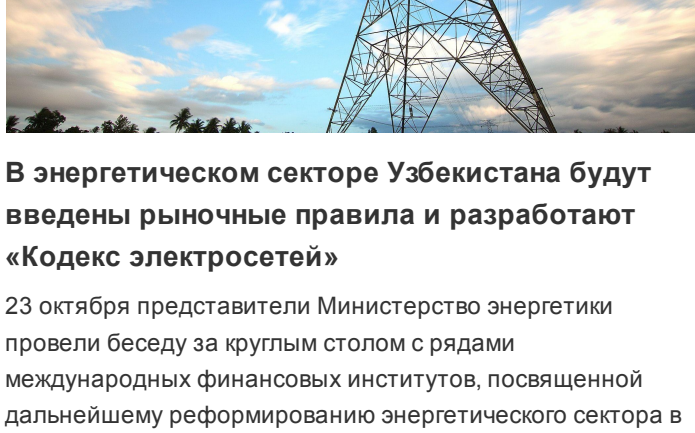 В энергетическом секторе Узбекистана будут
введены рыночные правила и разработают
«Кодекс электросетей»
23 октября представители Министерство энергетики
провели беседу за круглым столом с рядами
международных финансовых институтов, посвященной
дальнейшему реформированию энергетического сектора в